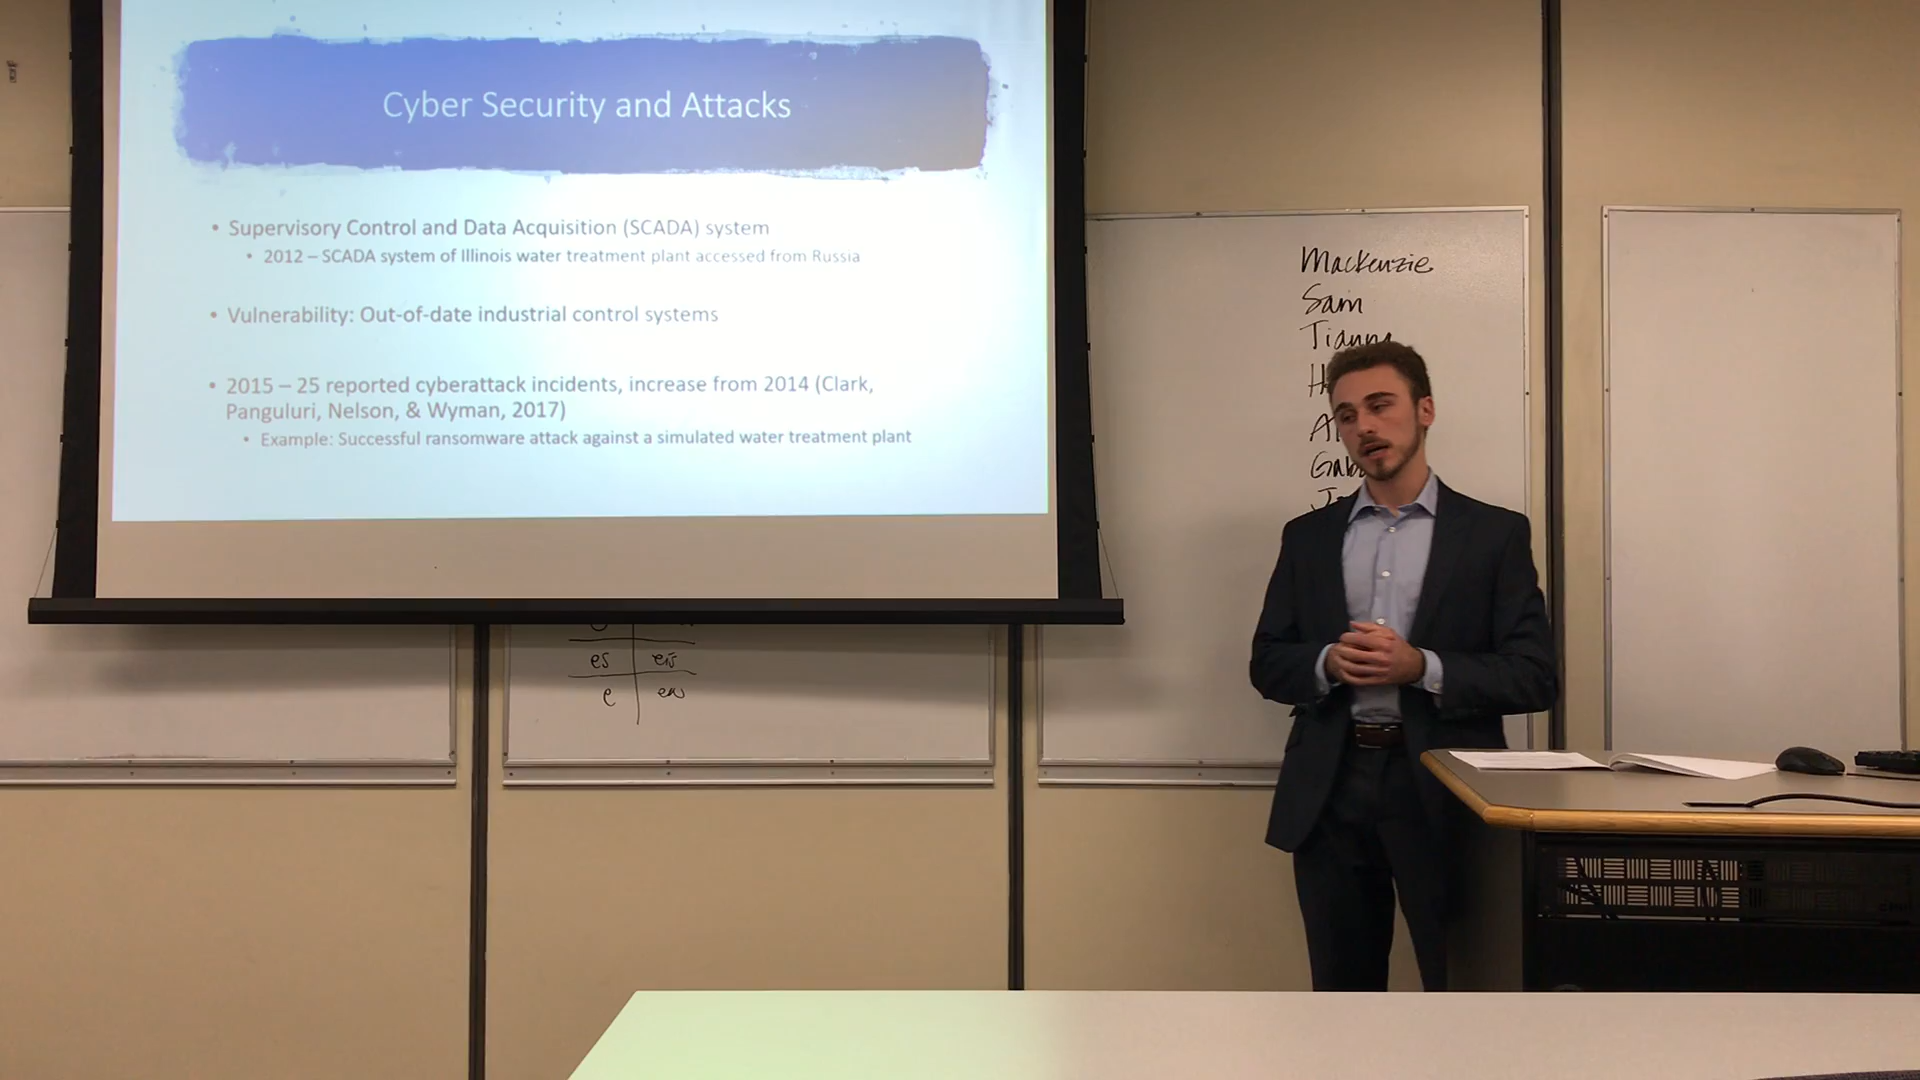 Cyber Security and Attacks
• Supervisory Control and Data Acquisition (SCADA) system
• 2012 – SCADA system of Illinois water treatment plant accessed from Russia
• Vulnerability: Out-of-date industrial control systems
• 2015 – 25 reported cyberattack incidents, increase from 2014 (Clark,
Panguluri, Nelson, & Wyman, 2017)
• Example: Successful ransomware attack against a simulated water treatment plant
Mackenzie
Sam
Tianna
es
e